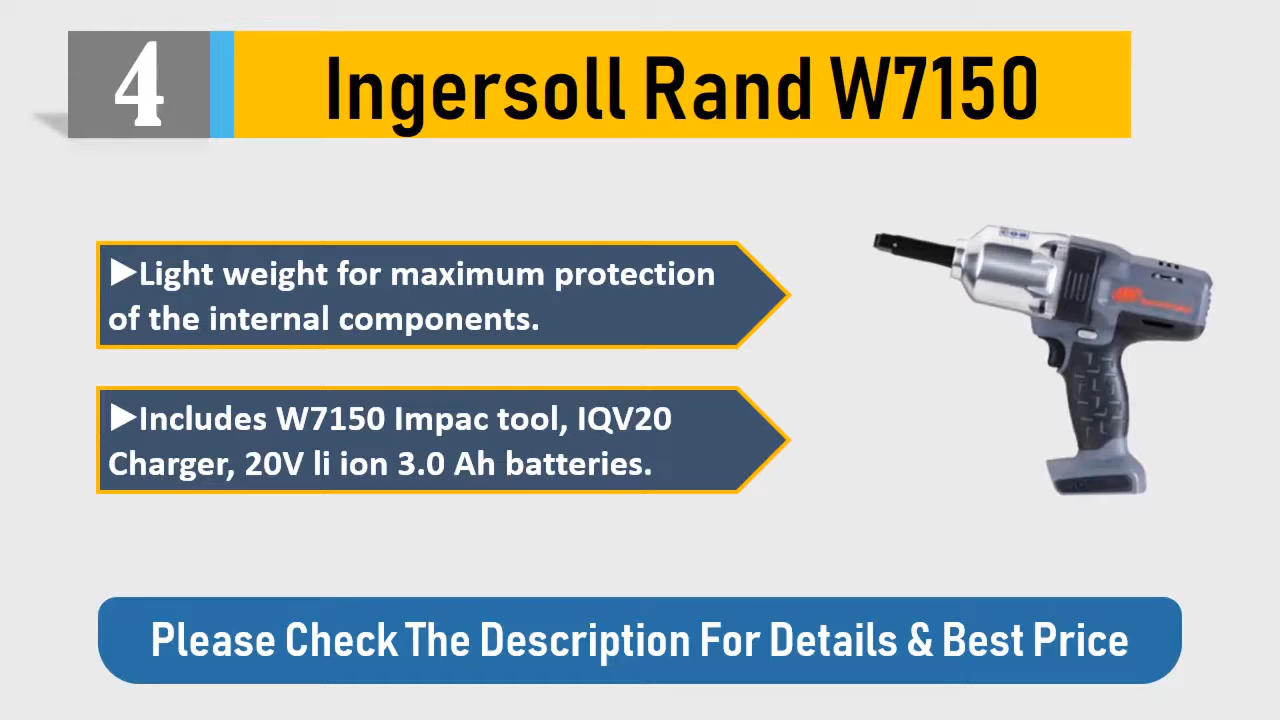 4
Ingersoll Rand W7150
▶Light weight for maximum protection
of the internal components.
▶Includes W7150 Impac tool, IQV20
Charger, 20V li ion 3.0 Ah batteries.
Please Check The Description For Details & Best Price